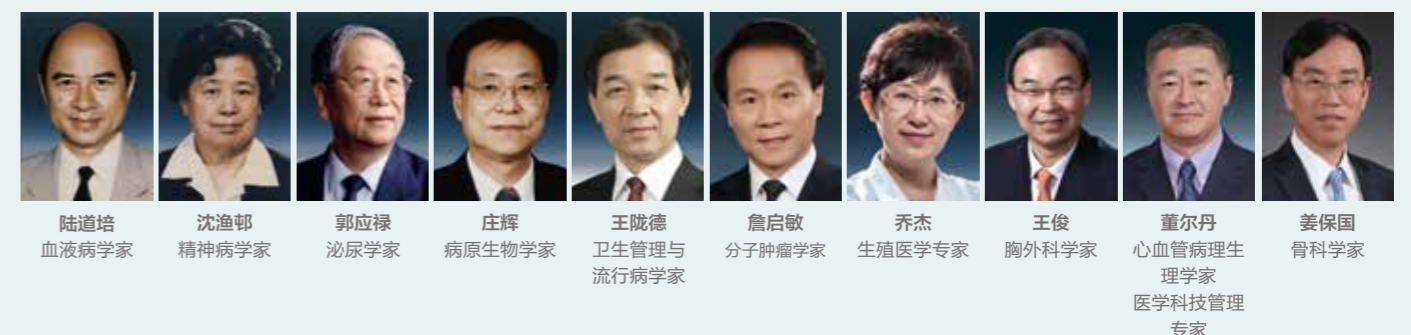 陆道培
血液病学家
沈渔邨
精神病学家
郭应禄
泌尿学家
庄辉
病原生物学家
王陇德
卫生管理与
流行病学家
詹启敏
分子肿瘤学家
乔杰
生殖医学专家
王俊
胸外科学家
董尔丹
心血管病理生
理学家
医学科技管理
专家
姜保国
骨科学家